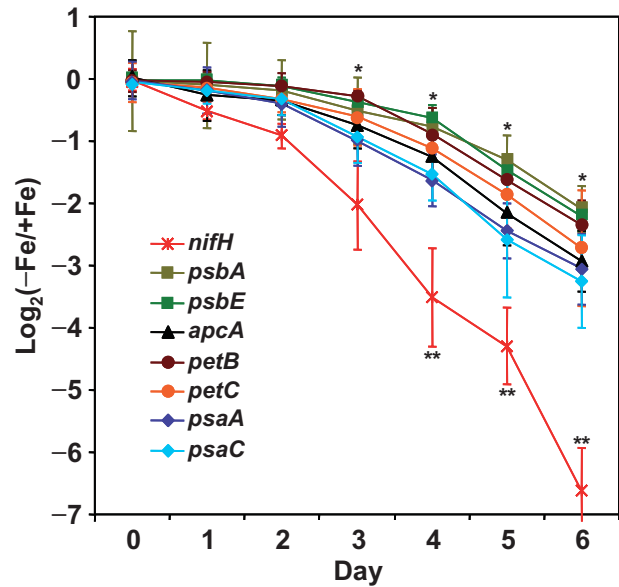 1
0
−1
−2
−3
−4
−5
−6
−7
Log₂(−Fe/+Fe)
* * * *
** ** **
nifH
psbA
psbE
apcA
petB
petC
psaA
psaC
0 1 2 3 4 5 6
Day